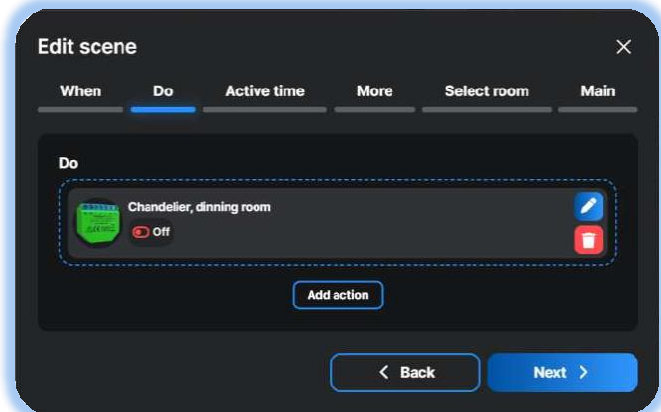 Edit scene
When Do Active time More Select room Main
Do
Chandelier, dinning room
Off
Add action
Back Next